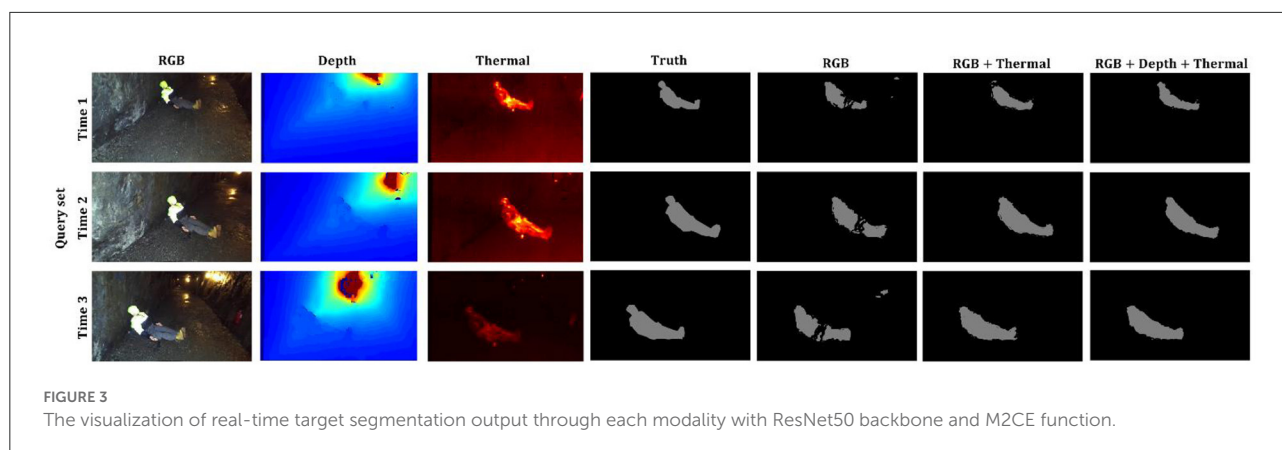 RGB Depth Thermal Truth RGB RGB + Thermal RGB + Depth + Thermal
Query set
Time 1
Time 2
Time 3
FIGURE 3
The visualization of real-time target segmentation output through each modality with ResNet50 backbone and M2CE function.